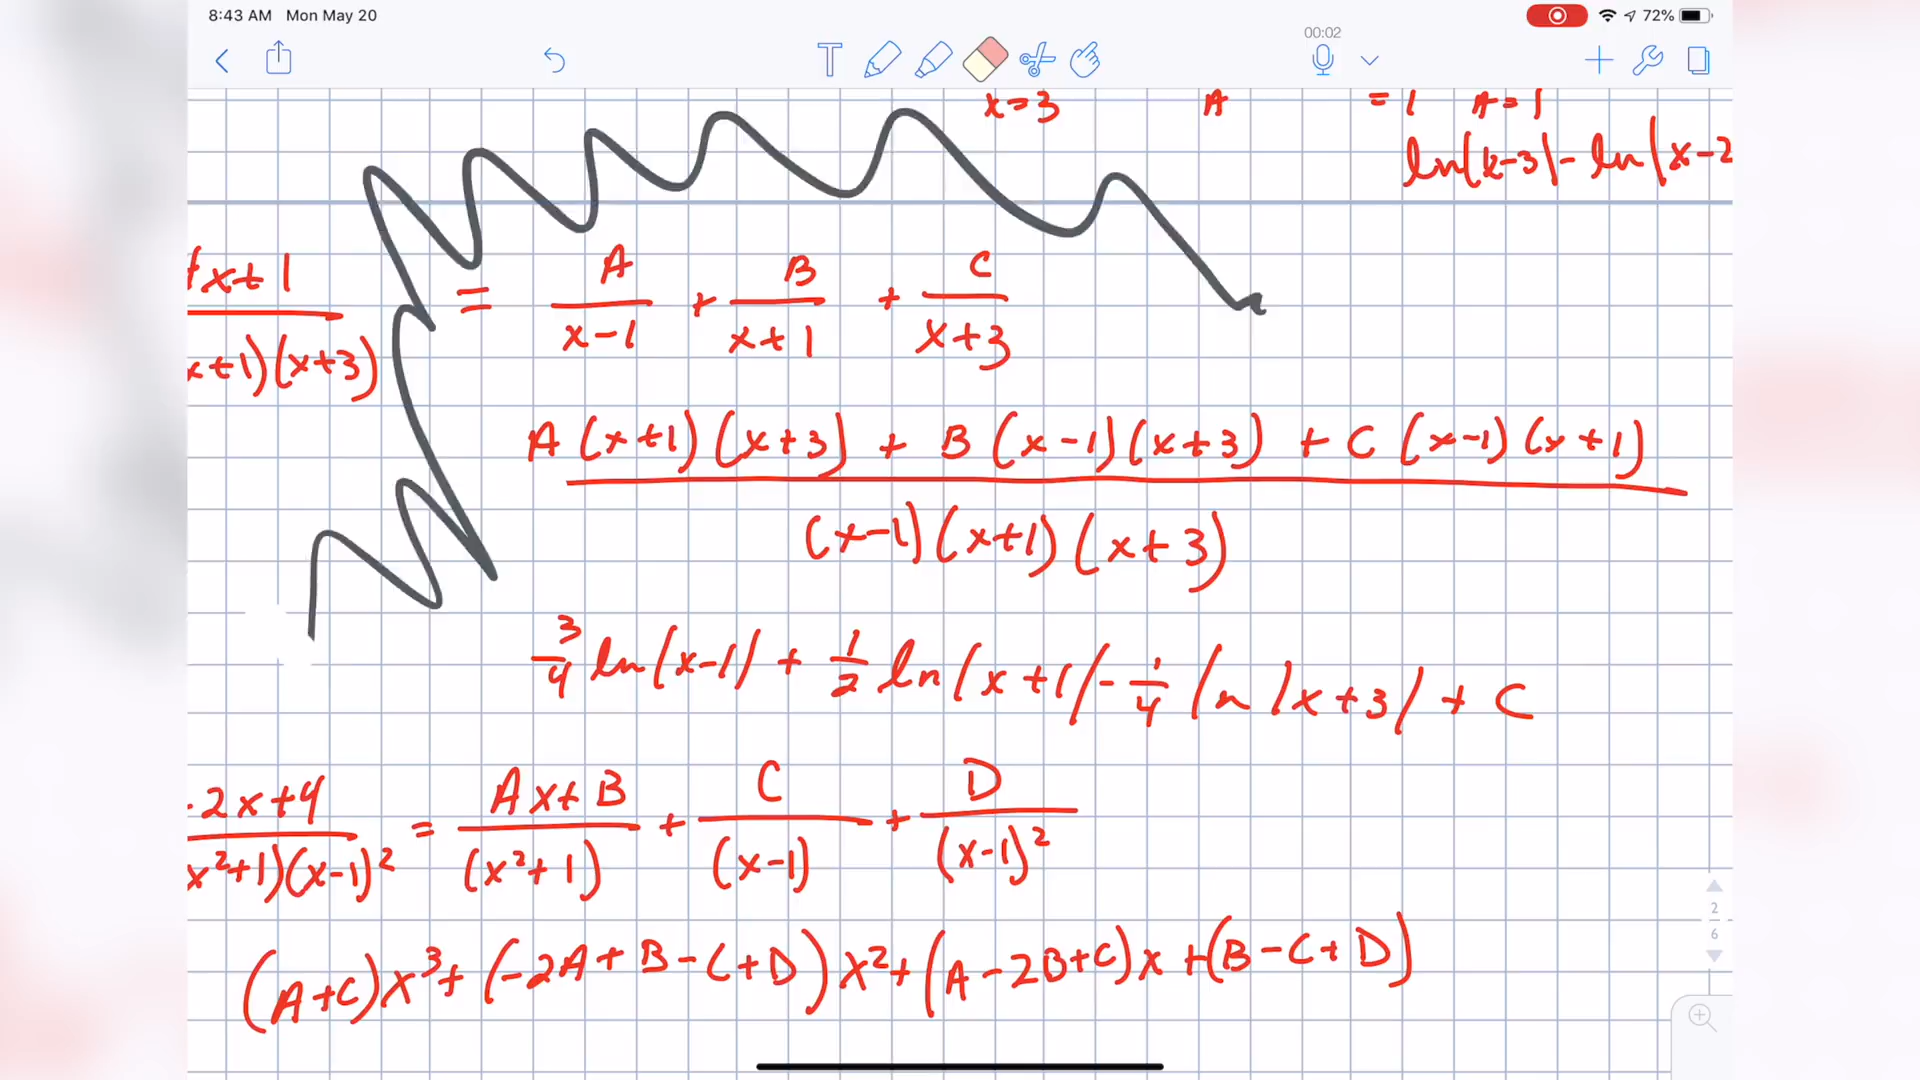 8:43 AM Mon May 20 72%
T 00:02
x=3 A =1 A=1
ln|x-3|-ln|x-2
x+1 = A/x-1 + B/x+1 + C/x+3
x+1)(x+3)
A(x+1)(x+3) + B(x-1)(x+3) + C(x-1)(x+1)
(x-1)(x+1)(x+3)
3/4 ln|x-1| + 1/2 ln|x+1| - 1/4 ln|x+3| + C
-2x+4 = Ax+B + C + D
x²+1)(x-1)² (x²+1) (x-1) (x-1)²
(A+C)x³+(-2A+B-C+D)x²+(A-2B+C)x+(B-C+D)
2
6